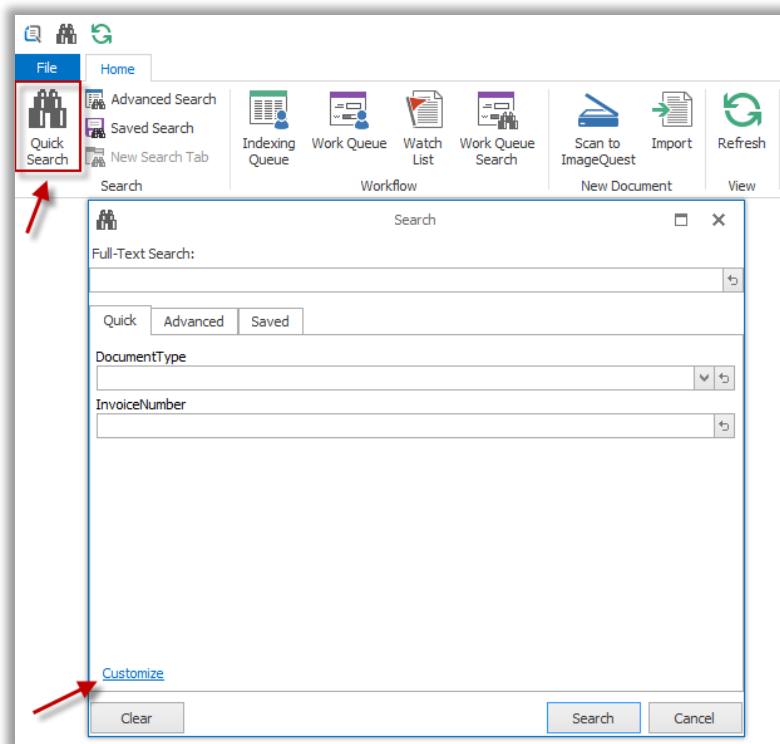 File Home
Quick Search
Advanced Search
Saved Search
New Search Tab
Search
Indexing Queue
Work Queue
Watch List
Work Queue Search
Workflow
Scan to ImageQuest
Import
New Document
Refresh
View
Search
Full-Text Search:
Quick Advanced Saved
DocumentType
InvoiceNumber
Customize
Clear Search Cancel